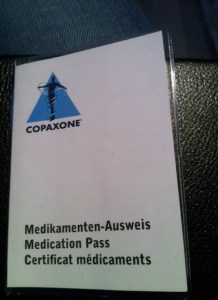 COPAXONE®
Medikamenten-Ausweis
Medication Pass
Certificat médicaments